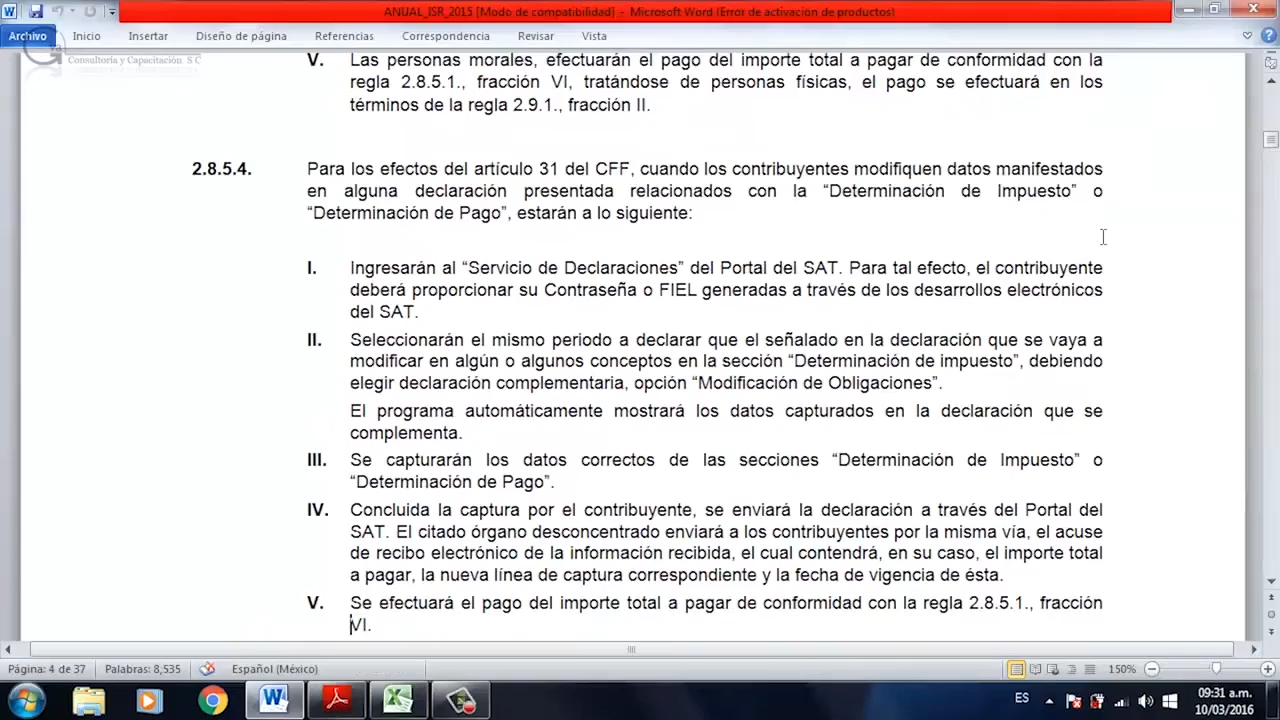 ANUAL_ISR_2015 [Modo de compatibilidad] - Microsoft Word (Error de activación de productos)
Archivo Inicio Insertar Diseño de página Referencias Correspondencia Revisar Vista
Consultoría y Capacitación S C
V. Las personas morales, efectuarán el pago del importe total a pagar de conformidad con la
regla 2.8.5.1., fracción VI, tratándose de personas físicas, el pago se efectuará en los
términos de la regla 2.9.1., fracción II.
2.8.5.4. Para los efectos del artículo 31 del CFF, cuando los contribuyentes modifiquen datos manifestados
en alguna declaración presentada relacionados con la “Determinación de Impuesto” o
“Determinación de Pago”, estarán a lo siguiente:
I. Ingresarán al “Servicio de Declaraciones” del Portal del SAT. Para tal efecto, el contribuyente
deberá proporcionar su Contraseña o FIEL generadas a través de los desarrollos electrónicos
del SAT.
II. Seleccionarán el mismo periodo a declarar que el señalado en la declaración que se vaya a
modificar en algún o algunos conceptos en la sección “Determinación de impuesto”, debiendo
elegir declaración complementaria, opción “Modificación de Obligaciones”.
El programa automáticamente mostrará los datos capturados en la declaración que se
complementa.
III. Se capturarán los datos correctos de las secciones “Determinación de Impuesto” o
“Determinación de Pago”.
IV. Concluida la captura por el contribuyente, se enviará la declaración a través del Portal del
SAT. El citado órgano desconcentrado enviará a los contribuyentes por la misma vía, el acuse
de recibo electrónico de la información recibida, el cual contendrá, en su caso, el importe total
a pagar, la nueva línea de captura correspondiente y la fecha de vigencia de ésta.
V. Se efectuará el pago del importe total a pagar de conformidad con la regla 2.8.5.1., fracción
VI.
Página: 4 de 37 Palabras: 8,535 Español (México) 150%
ES 09:31 a.m.
10/03/2016